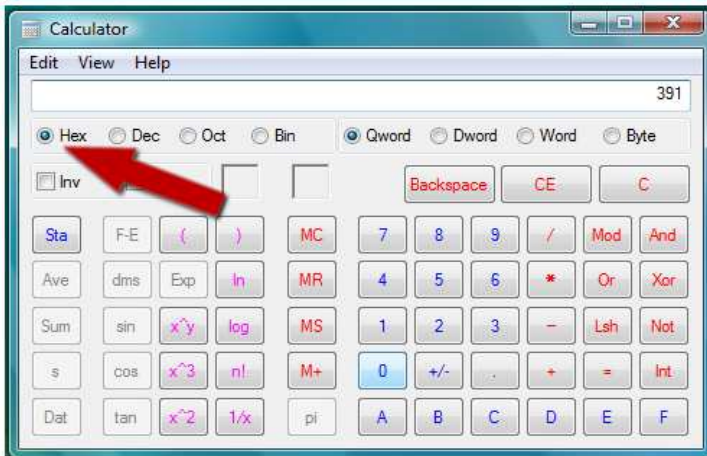 Calculator
Edit View Help
391
Hex Dec Oct Bin Qword Dword Word Byte
Inv Backspace CE C
Sta F-E ( ) MC 7 8 9 / Mod And
Ave dms Exp ln MR 4 5 6 * Or Xor
Sum sin x^y log MS 1 2 3 - Lsh Not
s cos x^3 n! M+ 0 +/- . + = Int
Dat tan x^2 1/x pi A B C D E F